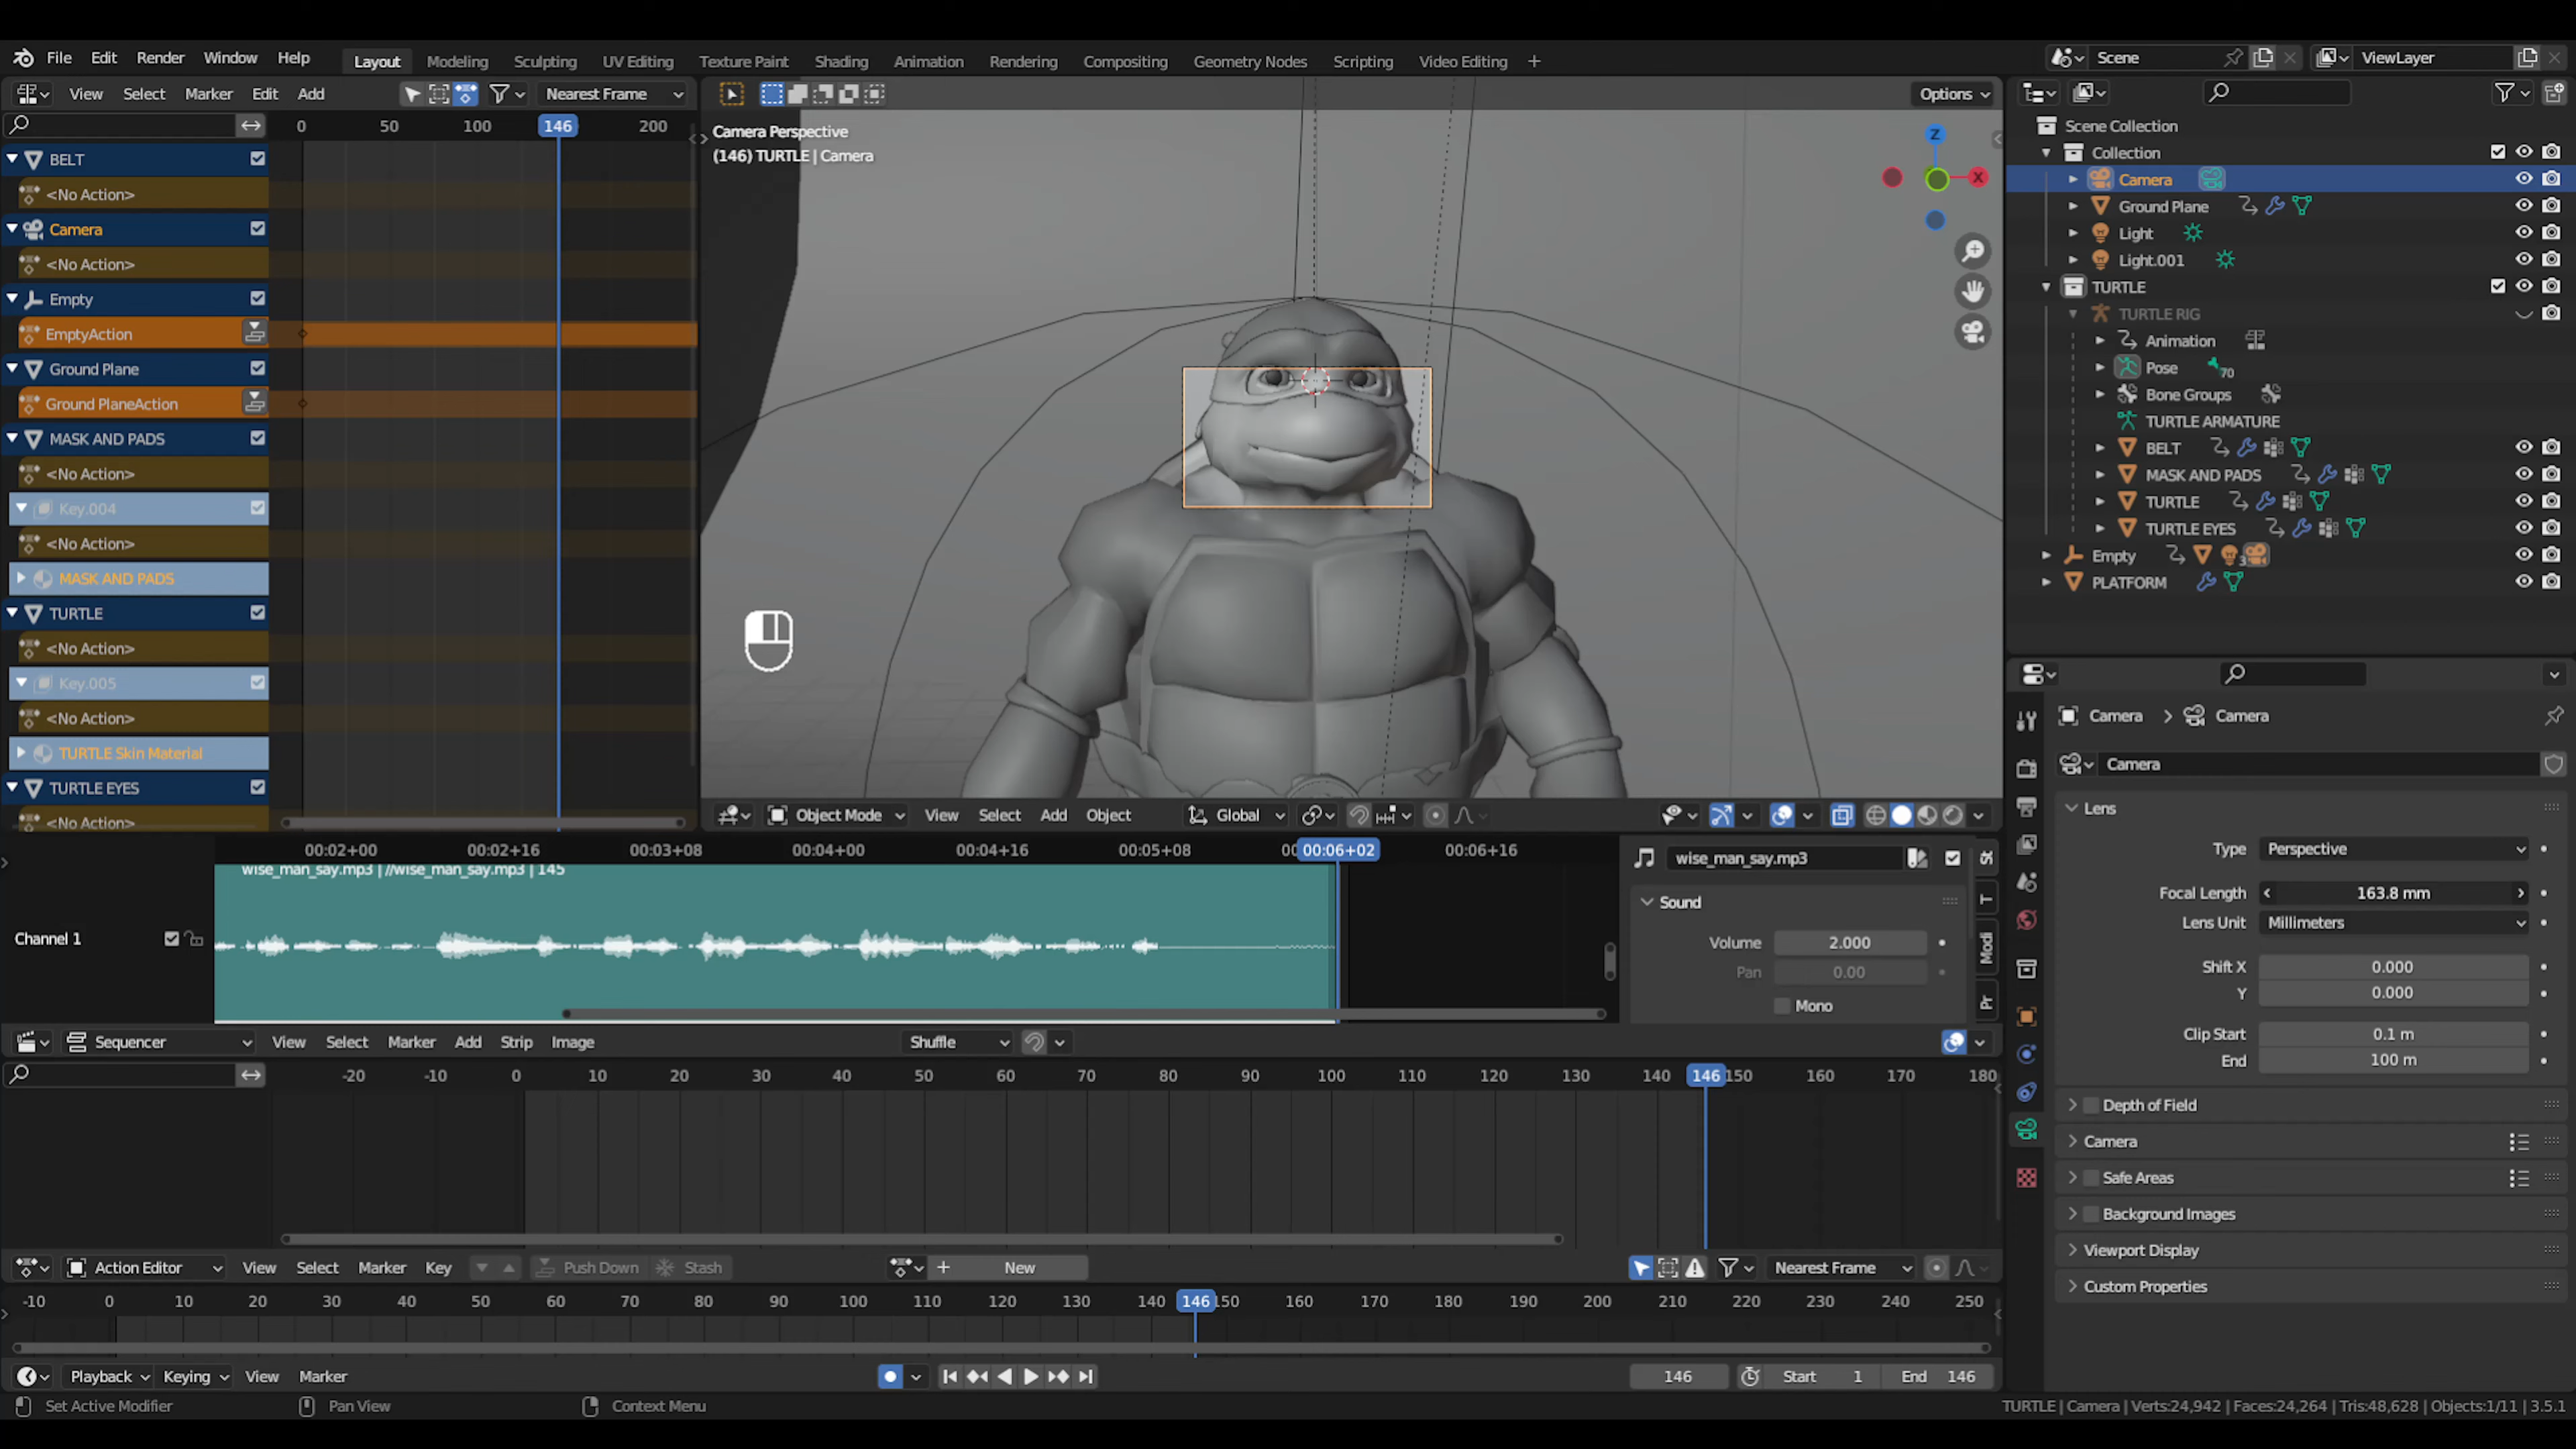 File Edit Render Window Help Layout Modeling Sculpting UV Editing Texture Paint Shading Animation Rendering Compositing Geometry Nodes Scripting Video Editing + Scene ViewLayer
View Select Marker Edit Add Nearest Frame
Options
0 50 100 146 200
Camera Perspective
(146) TURTLE | Camera
Z
X
BELT
<No Action>
Camera
<No Action>
Empty
EmptyAction
Ground Plane
Ground PlaneAction
MASK AND PADS
<No Action>
Key.004
<No Action>
MASK AND PADS
TURTLE
<No Action>
Key.005
<No Action>
TURTLE Skin Material
TURTLE EYES
<No Action>
Object Mode View Select Add Object Global
Scene Collection
Collection
Camera
Ground Plane
Light
Light.001
TURTLE
TURTLE RIG
Animation
Pose 70
Bone Groups
TURTLE ARMATURE
BELT
MASK AND PADS
TURTLE
TURTLE EYES
Empty 3
PLATFORM
Camera > Camera
Camera
Lens
Type Perspective
Focal Length 163.8 mm
Lens Unit Millimeters
Shift X 0.000
Y 0.000
Clip Start 0.1 m
End 100 m
Depth of Field
Camera
Safe Areas
Background Images
Viewport Display
Custom Properties
00:02+00 00:02+16 00:03+08 00:04+00 00:04+16 00:05+08 00:06+02 00:06+16
wise_man_say.mp3 | //wise_man_say.mp3 | 145
Channel 1
wise_man_say.mp3
Sound
Volume 2.000
Pan 0.00
Mono
T
Modi
Pr
Sequencer View Select Marker Add Strip Image Shuffle
-20 -10 0 10 20 30 40 50 60 70 80 90 100 110 120 130 140 146 150 160 170 180
Action Editor View Select Marker Key Push Down Stash + New Nearest Frame
-10 0 10 20 30 40 50 60 70 80 90 100 110 120 130 140 146 150 160 170 180 190 200 210 220 230 240 250
Playback Keying View Marker 146 Start 1 End 146
Set Active Modifier Pan View Context Menu TURTLE | Camera | Verts:24,942 | Faces:24,264 | Tris:48,628 | Objects:1/11 | 3.5.1